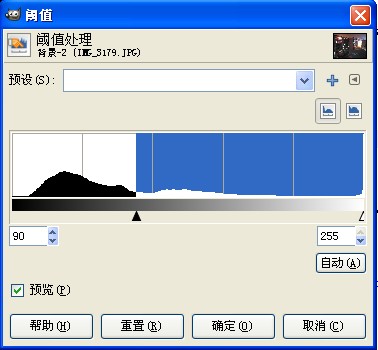 阈值
阈值处理
背景-2 (IMG_3179.JPG)
预设(S):
90
255
自动(A)
预览(P)
帮助(H)
重置(R)
确定(O)
取消(C)